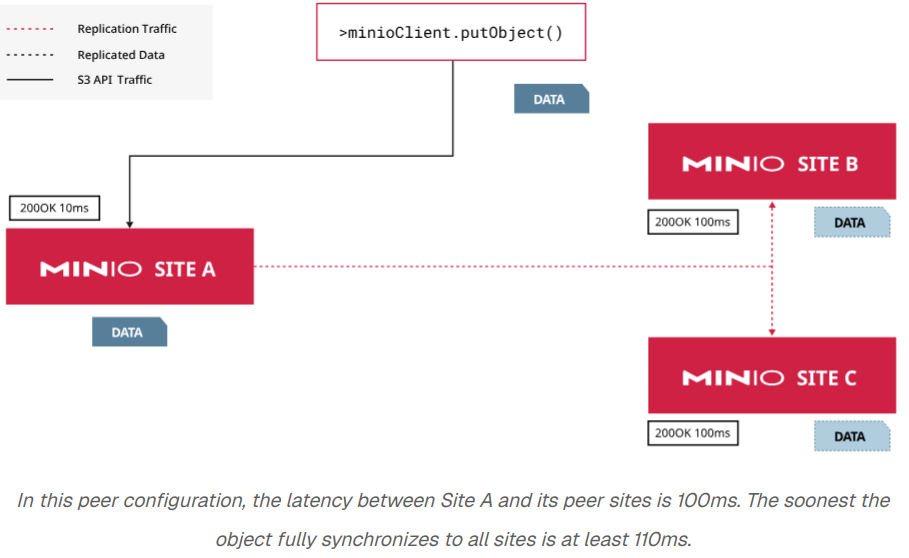 Replication Traffic
Replicated Data
S3 API Traffic
>minioClient.putObject()
DATA
MINIO SITE B
200OK 10ms
200OK 100ms
DATA
MINIO SITE A
DATA
MINIO SITE C
200OK 100ms
DATA
In this peer configuration, the latency between Site A and its peer sites is 100ms. The soonest the
object fully synchronizes to all sites is at least 110ms.